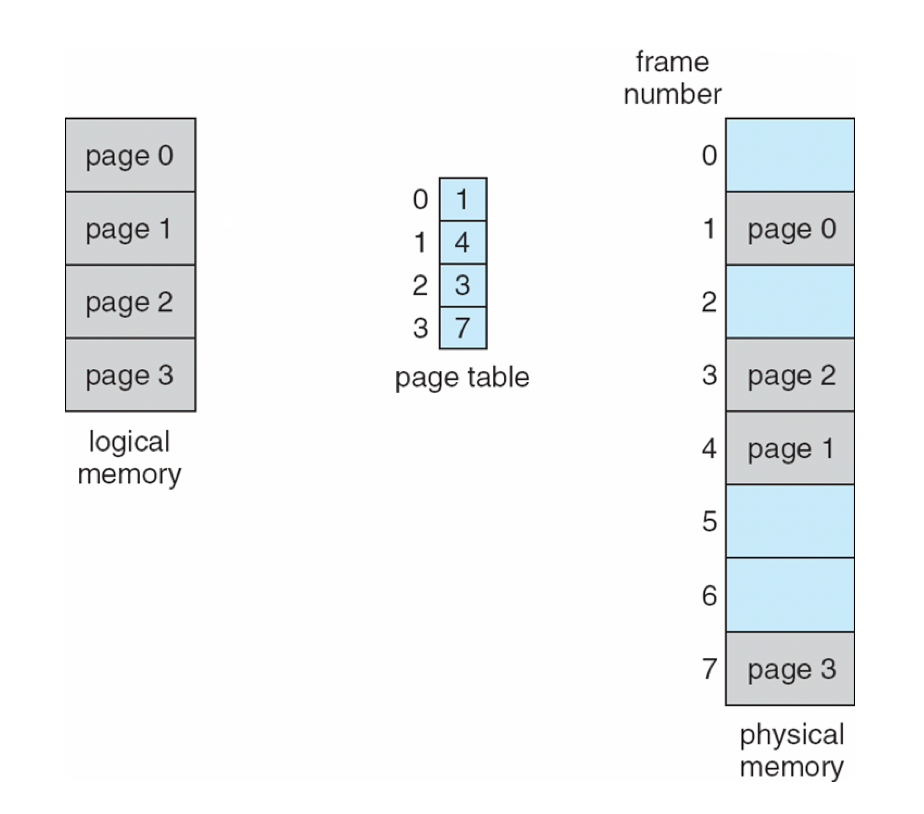 page 0
page 1
page 2
page 3
logical
memory
0 1
1 4
2 3
3 7
page table
frame
number
0
1 page 0
2
3 page 2
4 page 1
5
6
7 page 3
physical
memory